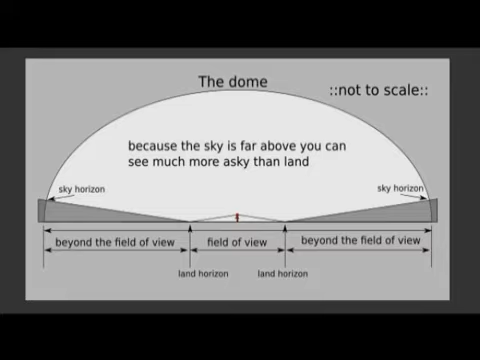 The dome
::not to scale::
because the sky is far above you can
see much more asky than land
sky horizon
sky horizon
beyond the field of view
field of view
beyond the field of view
land horizon
land horizon